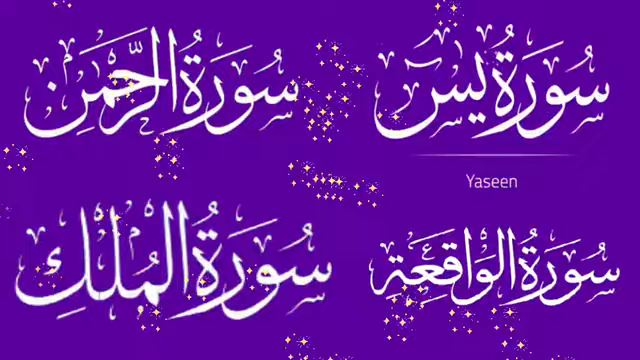 سُورَةُ يسٓ
Yaseen
سُورَةُ الرَّحْمٰن
سُورَةُ الوَاقِعَةِ
سُورَةُ المُلْكِ